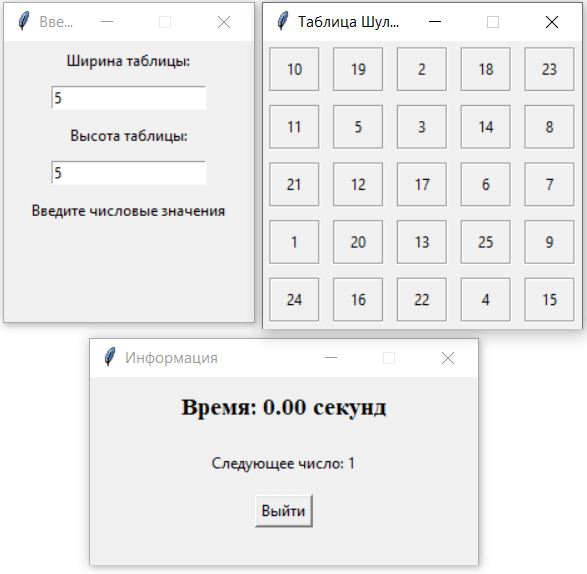 Вве...
Ширина таблицы:
5
Высота таблицы:
5
Введите числовые значения
Таблица Шул...
10 19 2 18 23
11 5 3 14 8
21 12 17 6 7
1 20 13 25 9
24 16 22 4 15
Информация
Время: 0.00 секунд
Следующее число: 1
Выйти